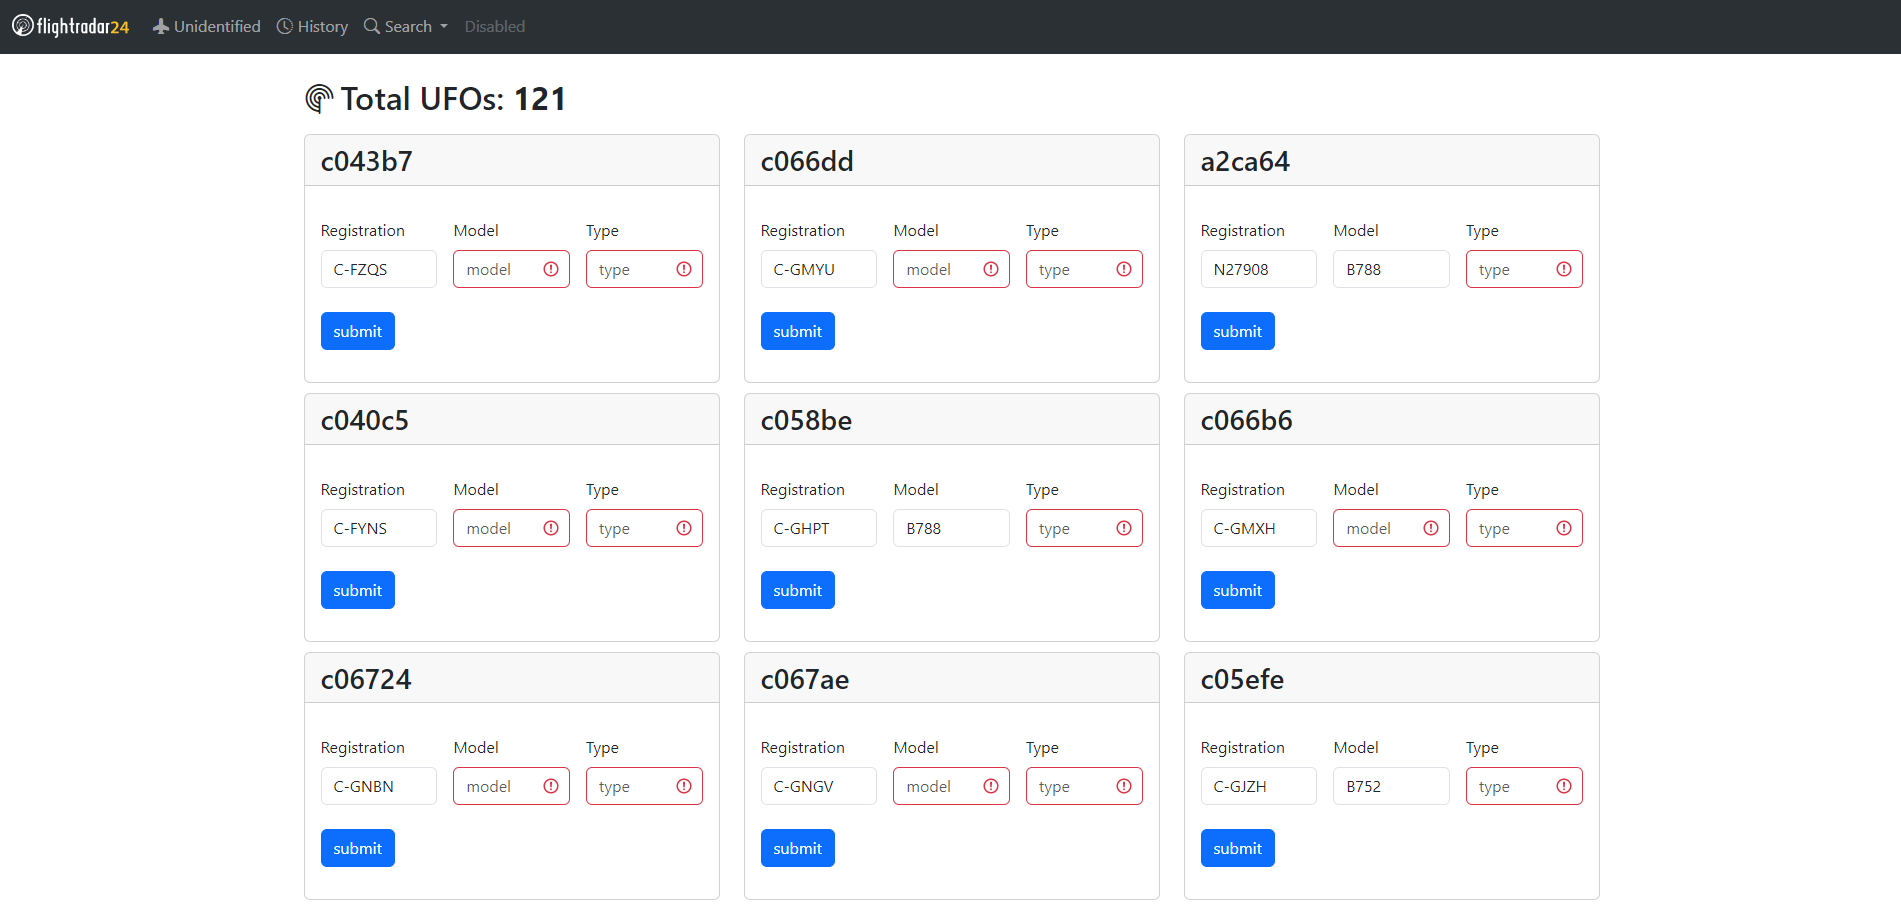 flightradar24 Unidentified History Search Disabled
Total UFOs: 121
c043b7 c066dd a2ca64
Registration Model Type Registration Model Type Registration Model Type
C-FZQS model type C-GMYU model type N27908 B788 type
submit submit submit
c040c5 c058be c066b6
Registration Model Type Registration Model Type Registration Model Type
C-FYNS model type C-GHPT B788 type C-GMXH model type
submit submit submit
c06724 c067ae c05efe
Registration Model Type Registration Model Type Registration Model Type
C-GNBN model type C-GNGV model type C-GJZH B752 type
submit submit submit